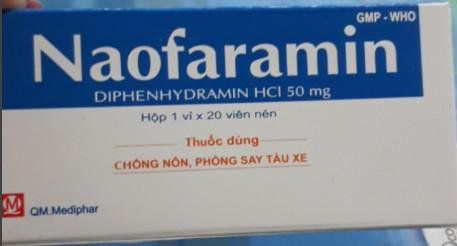 GMP - WHO
Naofaramin
DIPHENHYDRAMIN HCl 50 mg
Hộp 1 vỉ x 20 viên nén
Thuốc dùng
CHỐNG NÔN, PHÒNG SAY TÀU XE
M
QM.Mediphar